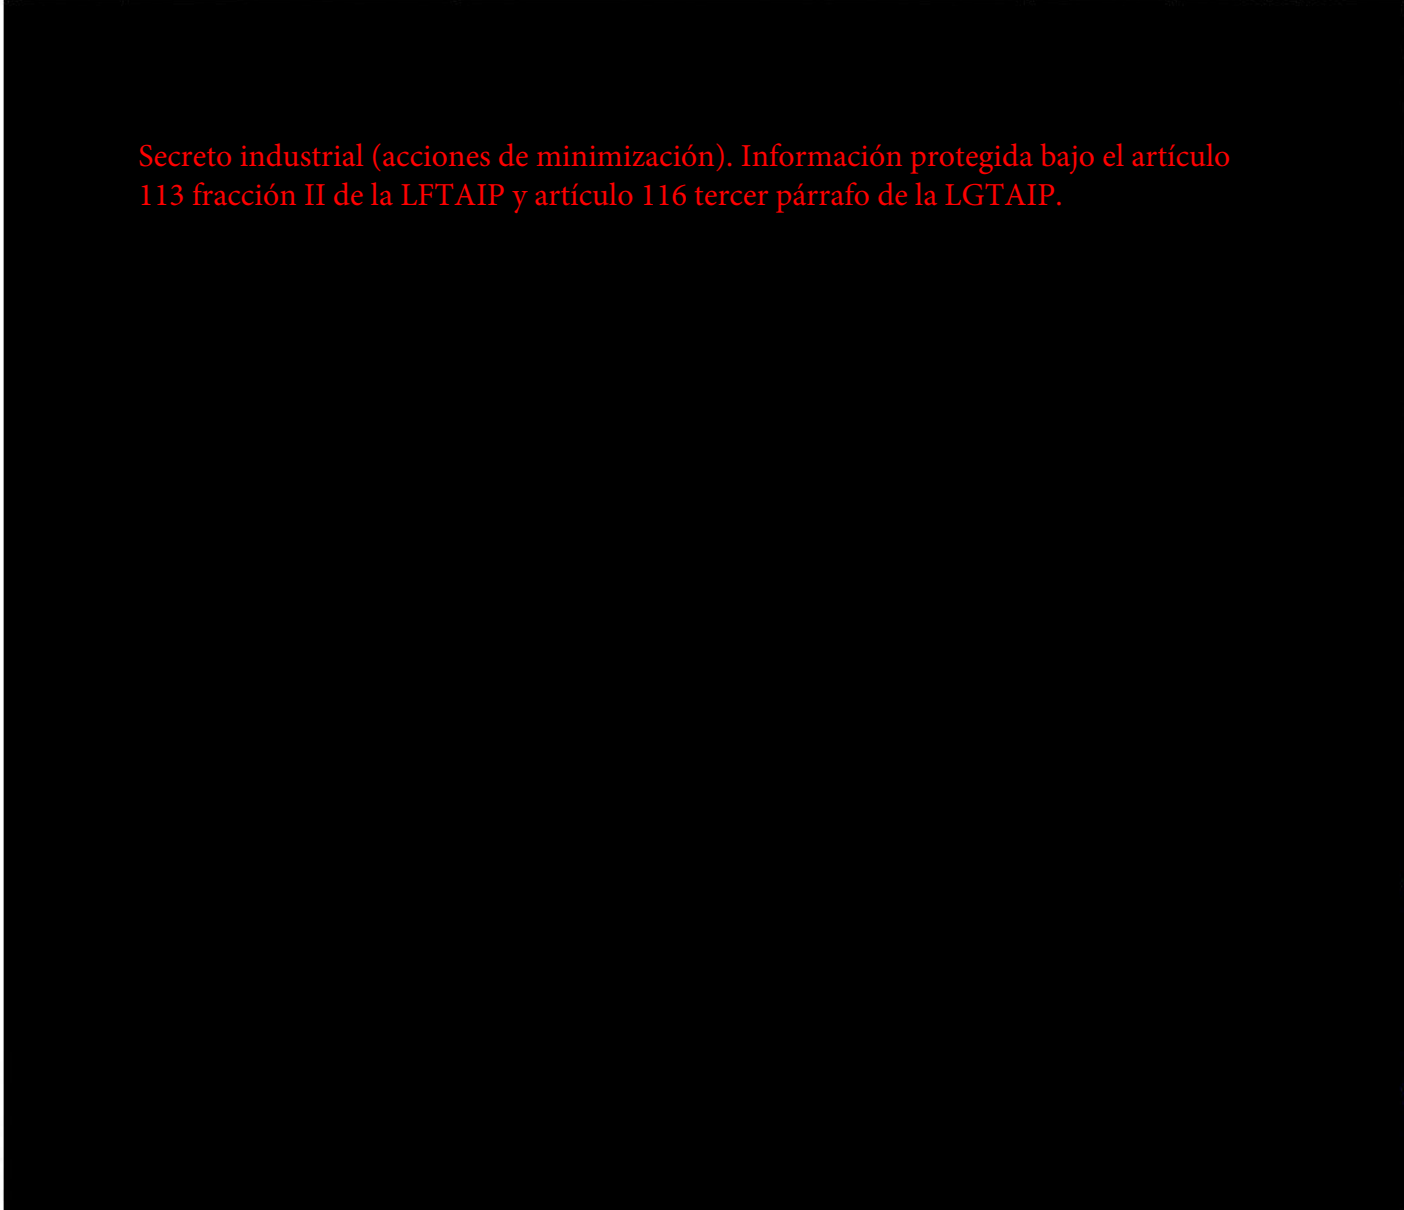 Secreto industrial (acciones de minimización). Información protegida bajo el artículo
113 fracción II de la LFTAIP y artículo 116 tercer párrafo de la LGTAIP.